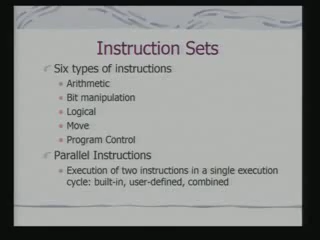 Instruction Sets
Six types of instructions
Arithmetic
Bit manipulation
Logical
Move
Program Control
Parallel Instructions
Execution of two instructions in a single execution
cycle: built-in, user-defined, combined